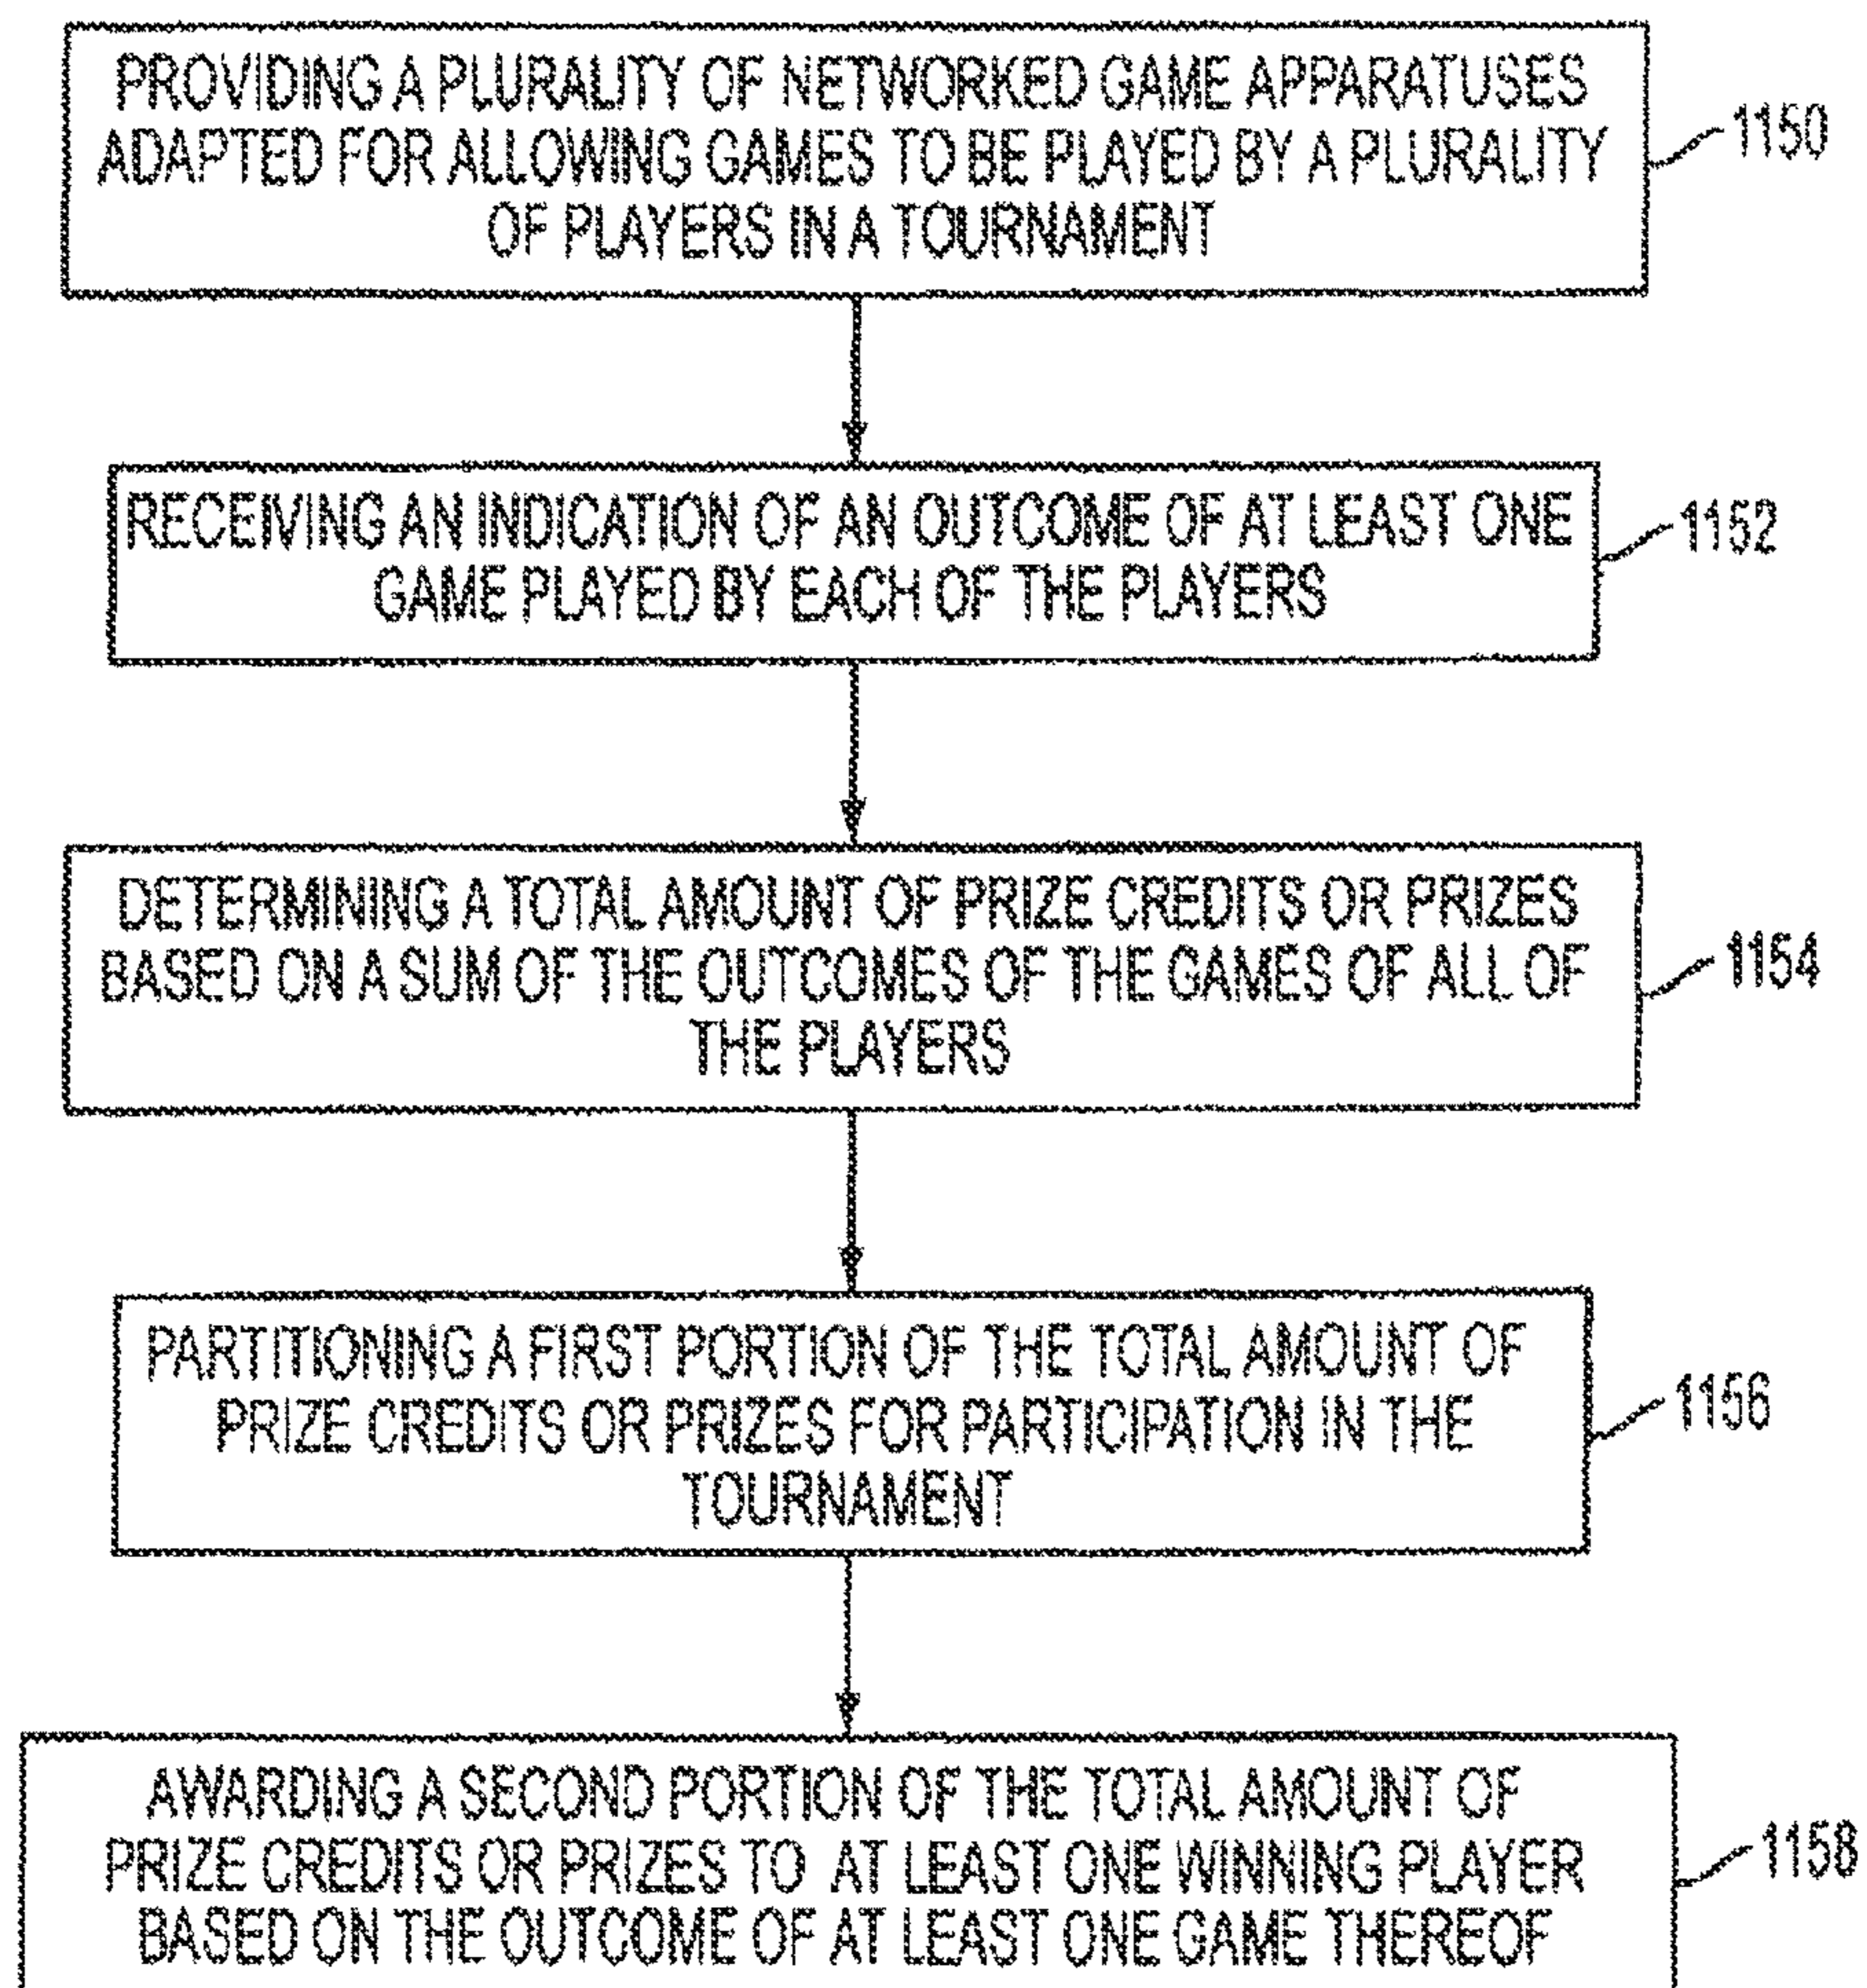 PROVIDING A PLURALITY OF NETWORKED GAME APPARATUSES
ADAPTED FOR ALLOWING GAMES TO BE PLAYED BY A PLURALITY
OF PLAYERS IN A TOURNAMENT
1150
RECEIVING AN INDICATION OF AN OUTCOME OF AT LEAST ONE
GAME PLAYED BY EACH OF THE PLAYERS
1152
DETERMINING A TOTAL AMOUNT OF PRIZE CREDITS OR PRIZES
BASED ON A SUM OF THE OUTCOMES OF THE GAMES OF ALL OF
THE PLAYERS
1154
PARTITIONING A FIRST PORTION OF THE TOTAL AMOUNT OF
PRIZE CREDITS OR PRIZES FOR PARTICIPATION IN THE
TOURNAMENT
1156
AWARDING A SECOND PORTION OF THE TOTAL AMOUNT OF
PRIZE CREDITS OR PRIZES TO AT LEAST ONE WINNING PLAYER
BASED ON THE OUTCOME OF AT LEAST ONE GAME THEREOF
1158